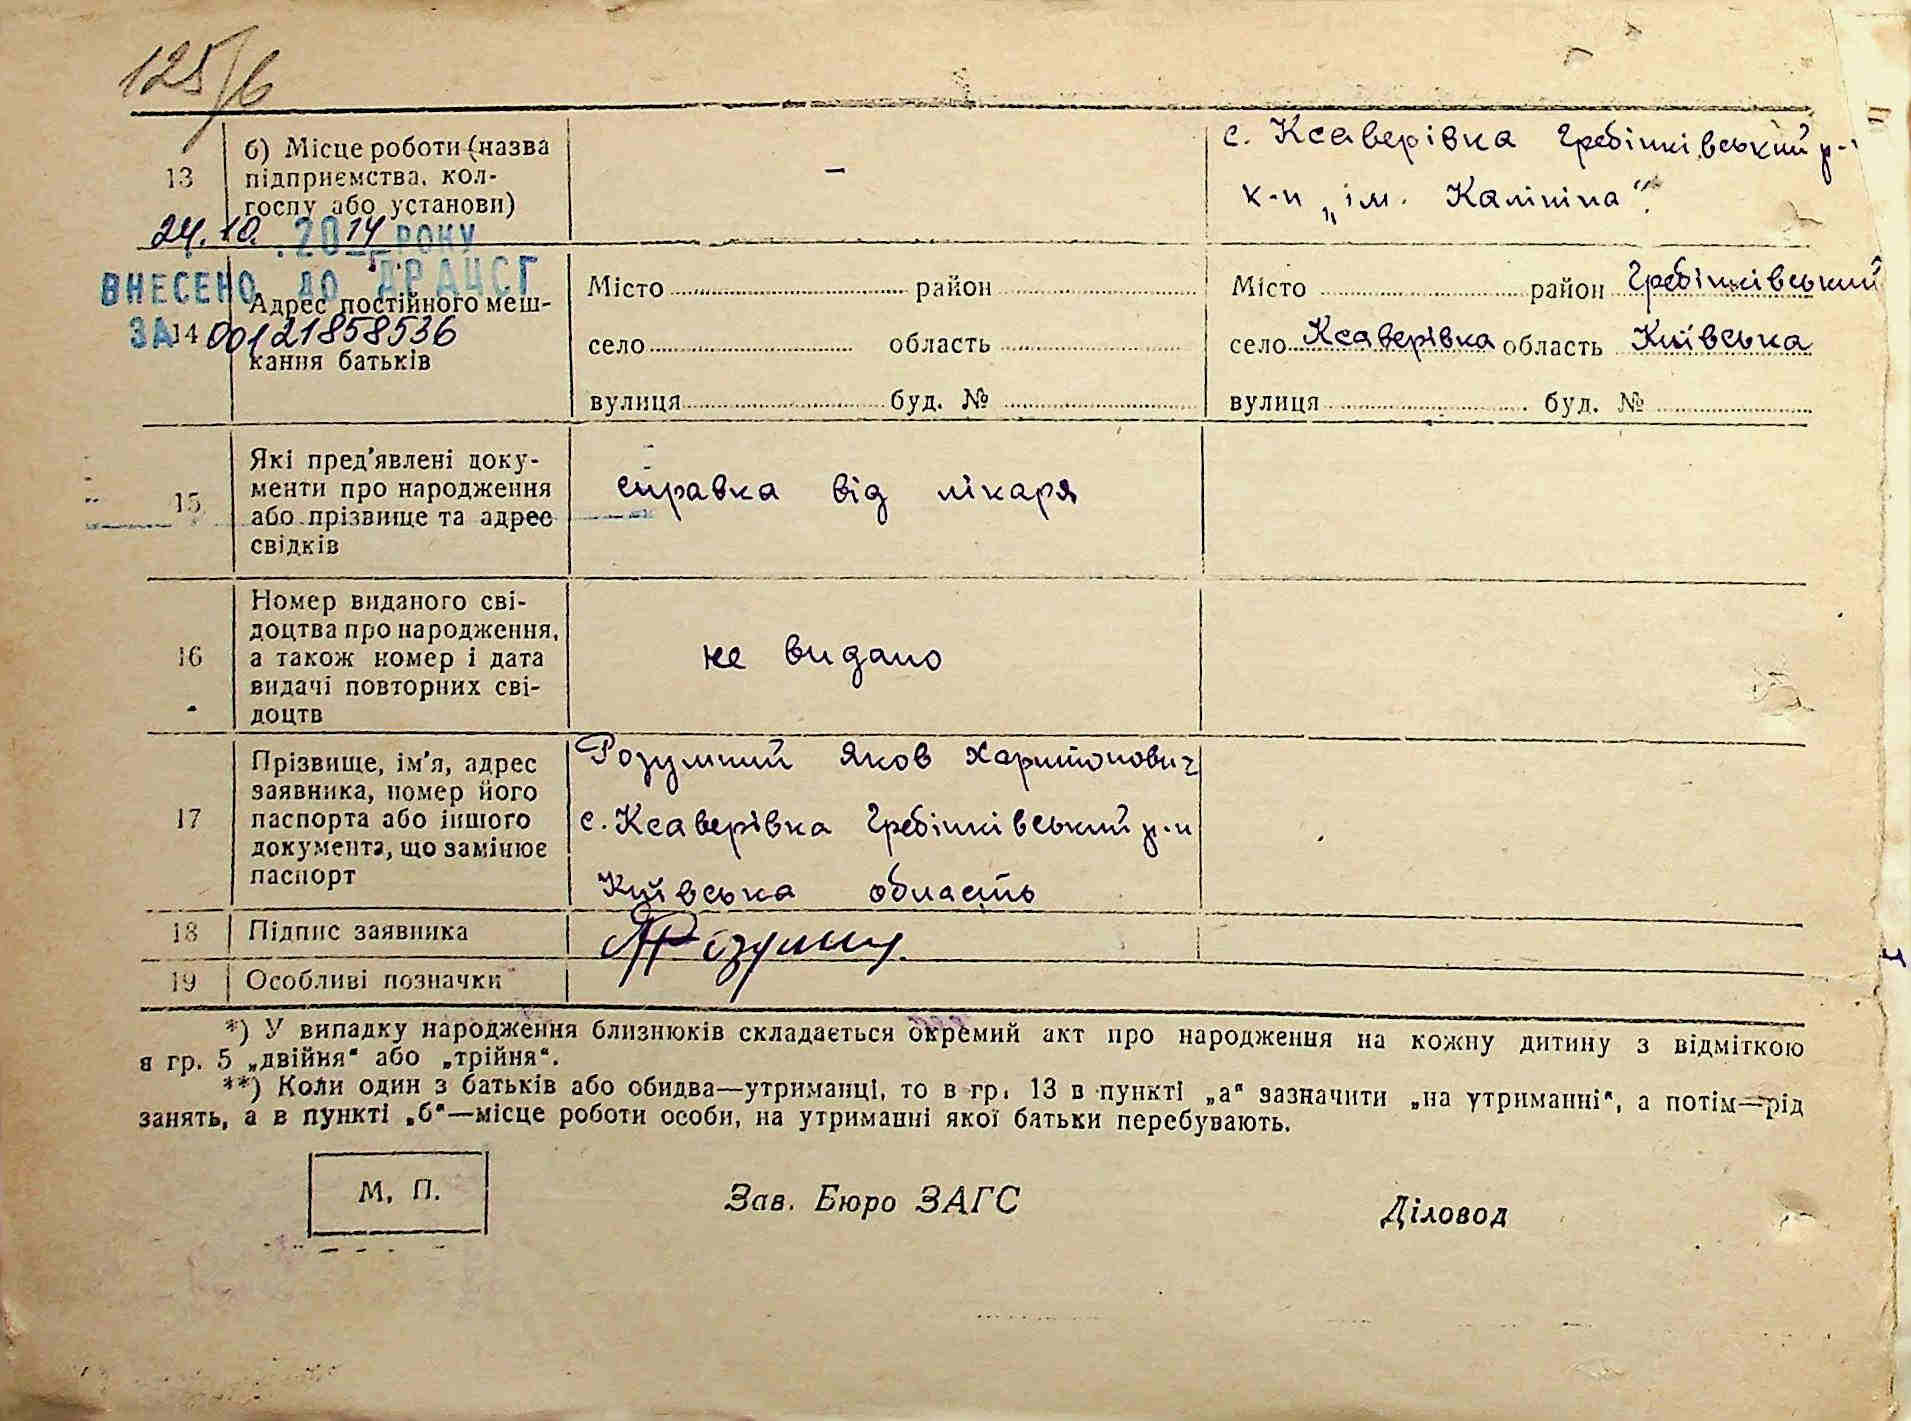 125/6
13
б) Місце роботи (назва
підприємства, кол-
госпу або установи)
–
с. Ксаверівка Гребінківський р-
к-п „ім. Калініна“.
24.10. 2014 РОКУ
ВНЕСЕНО ДО ДРАЦСГ
ЗА 00121858536
14
Адрес постійного меш-
кання батьків
Місто район
село область
вулиця буд. №
Місто район Гребінківський
село Ксаверівка область Київська
вулиця буд. №
15
Які пред'явлені доку-
менти про народження
або прізвище та адрес
свідків
справка від лікаря
16
Номер виданого сві-
доцтва про народження,
а також номер і дата
видачі повторних сві-
доцтв
не видано
17
Прізвище, ім'я, адрес
заявника, номер його
паспорта або іншого
документа, що замінює
паспорт
Розумний Яков Харитонович
с. Ксаверівка Гребінківський р-н
Київська область
18
Підпис заявника
ЯРозумни
19
Особливі позначки
*) У випадку народження близнюків складається окремий акт про народження на кожну дитину з відміткою
в гр. 5 „двійня“ або „трійня“.
**) Коли один з батьків або обидва—утриманці, то в гр. 13 в пункті „а“ зазначити „на утриманні“, а потім—рід
занять, а в пункті „б“—місце роботи особи, на утриманні якої батьки перебувають.
М. П.
Зав. Бюро ЗАГС
Діловод